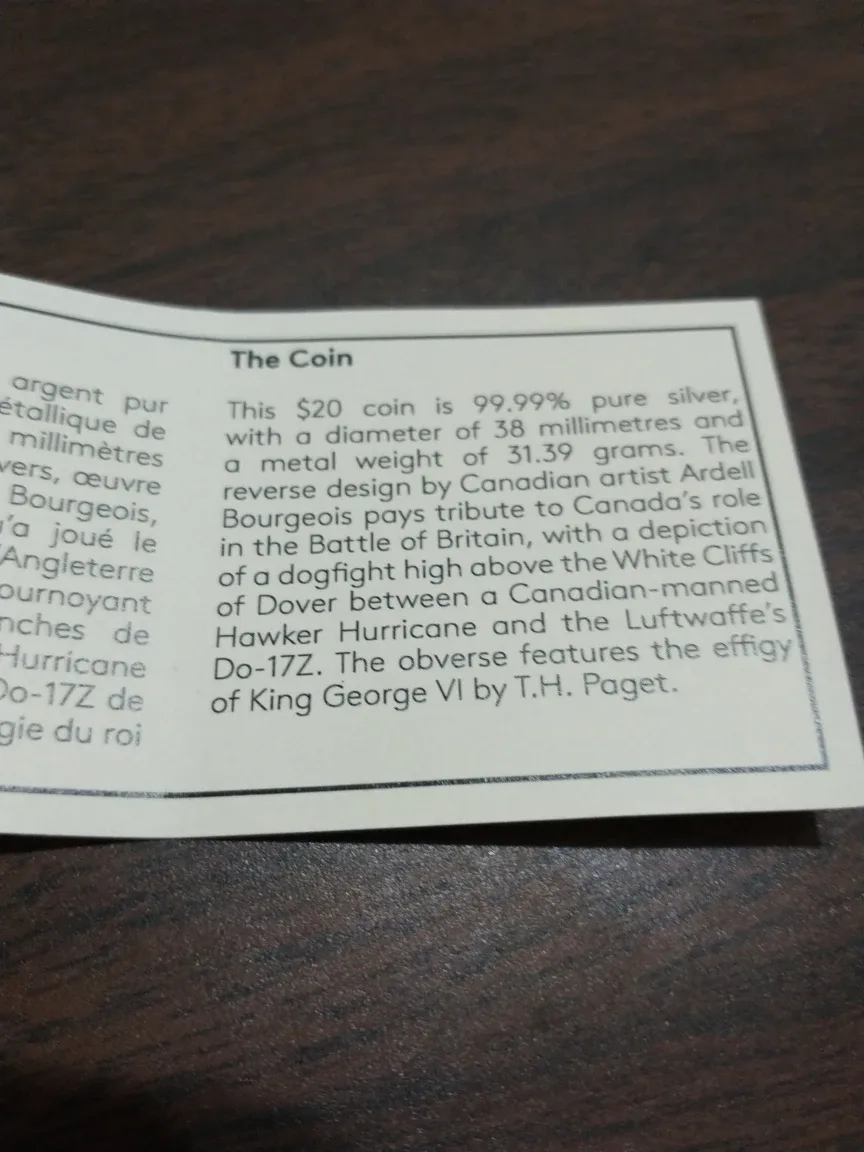 argent pur
étallique de
millimètres
vers, œuvre
Bourgeois,
'a joué le
Angleterre
ournoyant
nches de
Hurricane
Do-17Z de
gie du roi
The Coin
This $20 coin is 99.99% pure silver,
with a diameter of 38 millimetres and
a metal weight of 31.39 grams. The
reverse design by Canadian artist Ardell
Bourgeois pays tribute to Canada's role
in the Battle of Britain, with a depiction
of a dogfight high above the White Cliffs
of Dover between a Canadian-manned
Hawker Hurricane and the Luftwaffe's
Do-17Z. The obverse features the effigy
of King George VI by T.H. Paget.